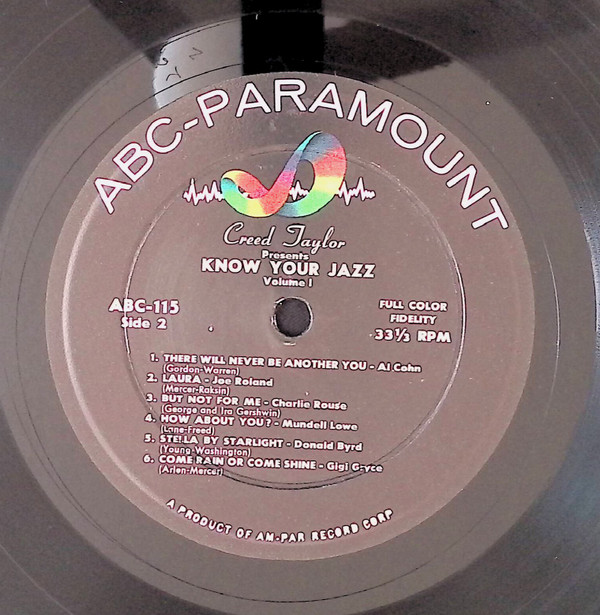 ABC-PARAMOUNT
Creed Taylor
Presents
KNOW YOUR JAZZ
Volume I
ABC-115
Side 2
FULL COLOR
FIDELITY
33⅓ RPM
1. THERE WILL NEVER BE ANOTHER YOU - Al Cohn
(Gordon-Warren)
2. LAURA - Joe Roland
(Mercer-Raksin)
3. BUT NOT FOR ME - Charlie Rouse
(George and Ira Gershwin)
4. HOW ABOUT YOU? - Mundell Lowe
(Lane-Freed)
5. STELLA BY STARLIGHT - Donald Byrd
(Young-Washington)
6. COME RAIN OR COME SHINE - Gigi Gryce
(Arlen-Mercer)
A PRODUCT OF AM-PAR RECORD CORP